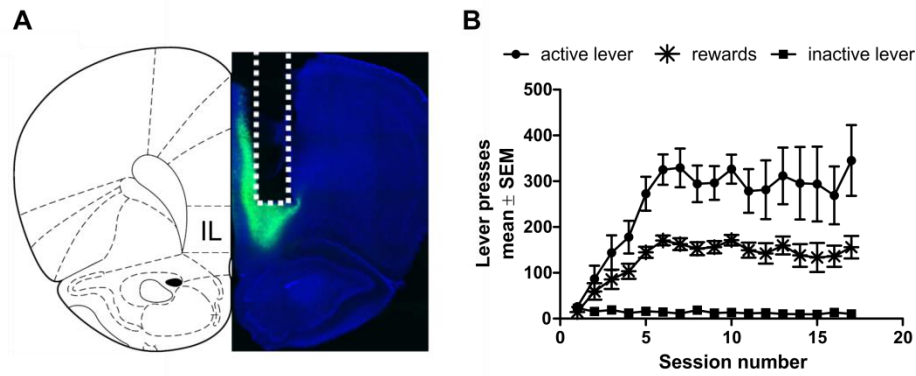 A
IL
B
active lever rewards inactive lever
Lever presses
mean ± SEM
500
400
300
200
100
0
0 5 10 15 20
Session number